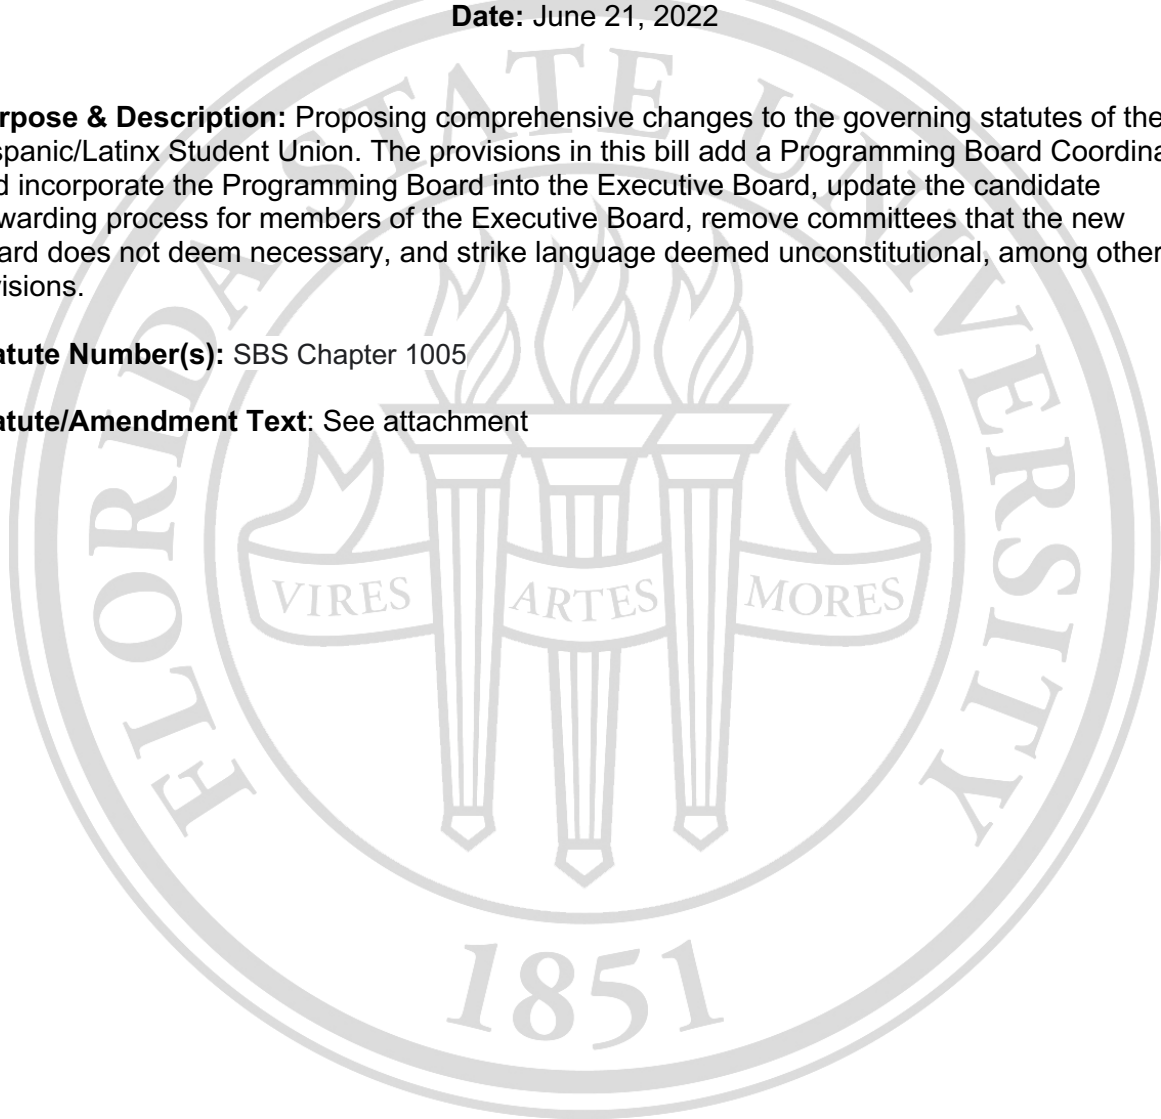 Date: June 21, 2022
rpose & Description: Proposing comprehensive changes to the governing statutes of the
spanic/Latinx Student Union. The provisions in this bill add a Programming Board Coordina
d incorporate the Programming Board into the Executive Board, update the candidate
warding process for members of the Executive Board, remove committees that the new
ard does not deem necessary, and strike language deemed unconstitutional, among other
visions.
atute Number(s): SBS Chapter 1005
atute/Amendment Text: See attachment
FLORIDA STATE UNIVERSITY
VIRES ARTES MORES
1851